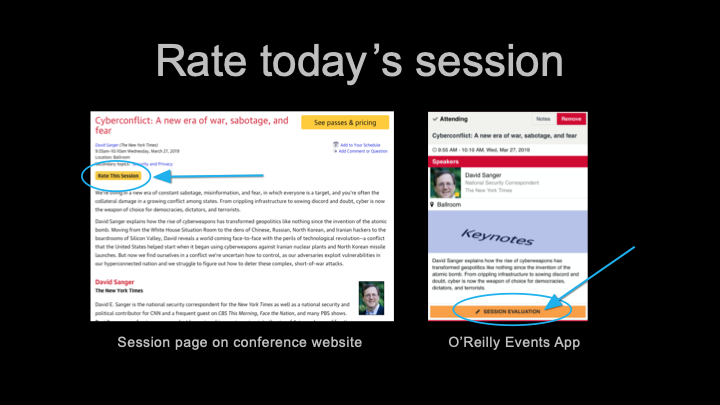 Rate today’s session
Cyberconflict: A new era of war, sabotage, and
fear
See passes & pricing
David Sanger (The New York Times)
9:55am-10:10am Wednesday, March 27, 2019
Location: Ballroom
Secondary topics: Security and Privacy
Add to Your Schedule
Add Comment or Question
Rate This Session
We're living in a new era of constant sabotage, misinformation, and fear, in which everyone is a target, and you're often the
collateral damage in a growing conflict among states. From crippling infrastructure to sowing discord and doubt, cyber is now
the weapon of choice for democracies, dictators, and terrorists.
David Sanger explains how the rise of cyberweapons has transformed geopolitics like nothing since the invention of the atomic
bomb. Moving from the White House Situation Room to the dens of Chinese, Russian, North Korean, and Iranian hackers to the
boardrooms of Silicon Valley, David reveals a world coming face-to-face with the perils of technological revolution—a conflict
that the United States helped start when it began using cyberweapons against Iranian nuclear plants and North Korean missile
launches. But now we find ourselves in a conflict we're uncertain how to control, as our adversaries exploit vulnerabilities in
our hyperconnected nation and we struggle to figure out how to deter these complex, short-of-war attacks.
David Sanger
The New York Times
David E. Sanger is the national security correspondent for the New York Times as well as a national security and
political contributor for CNN and a frequent guest on CBS This Morning, Face the Nation, and many PBS shows.
Attending
Notes
Remove
Cyberconflict: A new era of war, sabotage, and fear
9:55 AM - 10:10 AM, Wed, Mar 27, 2019
Speakers
David Sanger
National Security Correspondent
The New York Times
Ballroom
Keynotes
David Sanger explains how the rise of cyberweapons has
transformed geopolitics like nothing since the invention of the
atomic bomb. From crippling infrastructure to sowing discord and
doubt, cyber is now the weapon of choice for democracies,
dictators, and terrorists.
SESSION EVALUATION
Session page on conference website
O’Reilly Events App